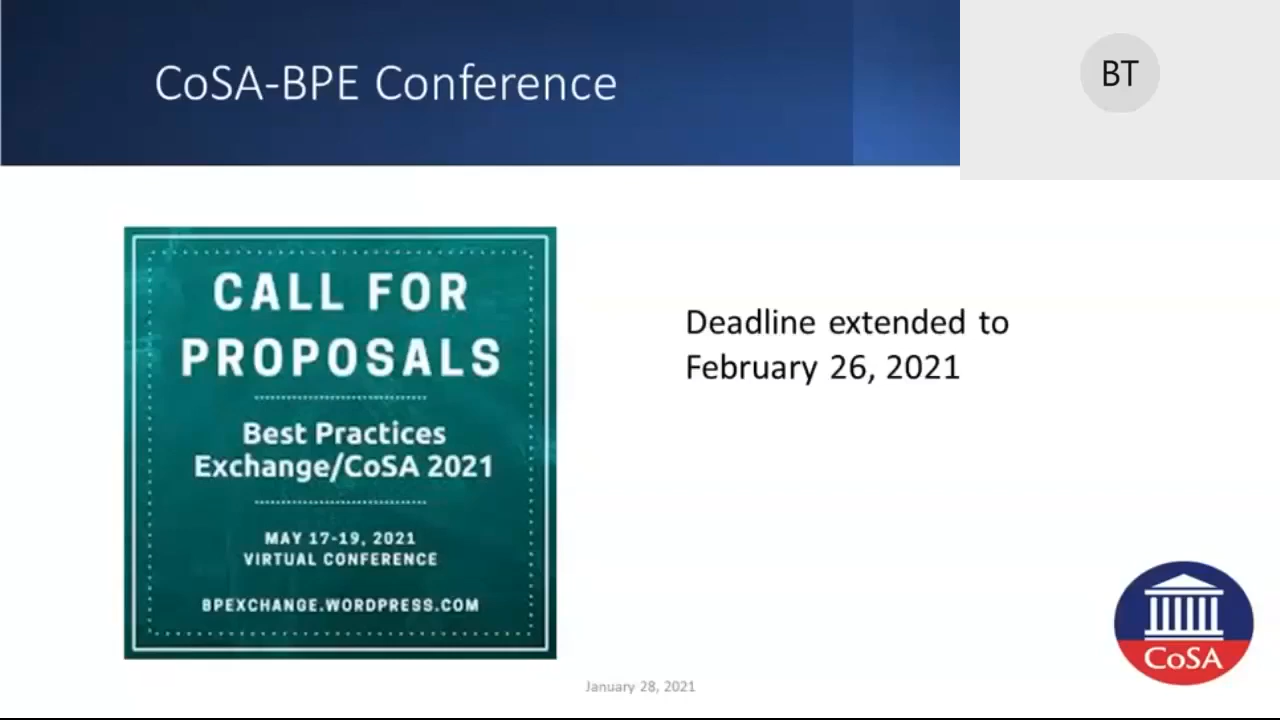 CoSA-BPE Conference
BT
CALL FOR
PROPOSALS
Best Practices
Exchange/CoSA 2021
MAY 17-19, 2021
VIRTUAL CONFERENCE
BPEXCHANGE.WORDPRESS.COM
Deadline extended to
February 26, 2021
CoSA
January 28, 2021